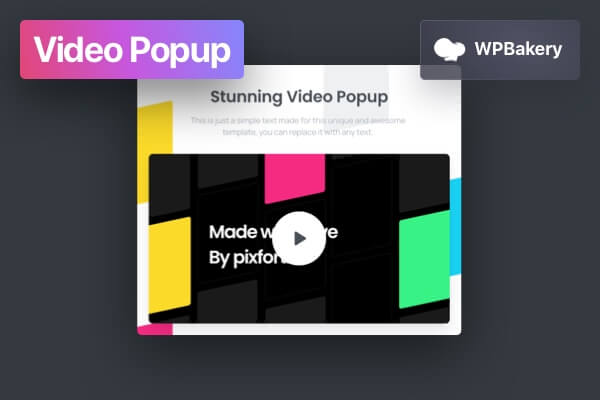 Video Popup
WPBakery
Stunning Video Popup
This is just a simple text made for this unique and awesome
template, you can replace it with any text.
Made w ve
By pixfor